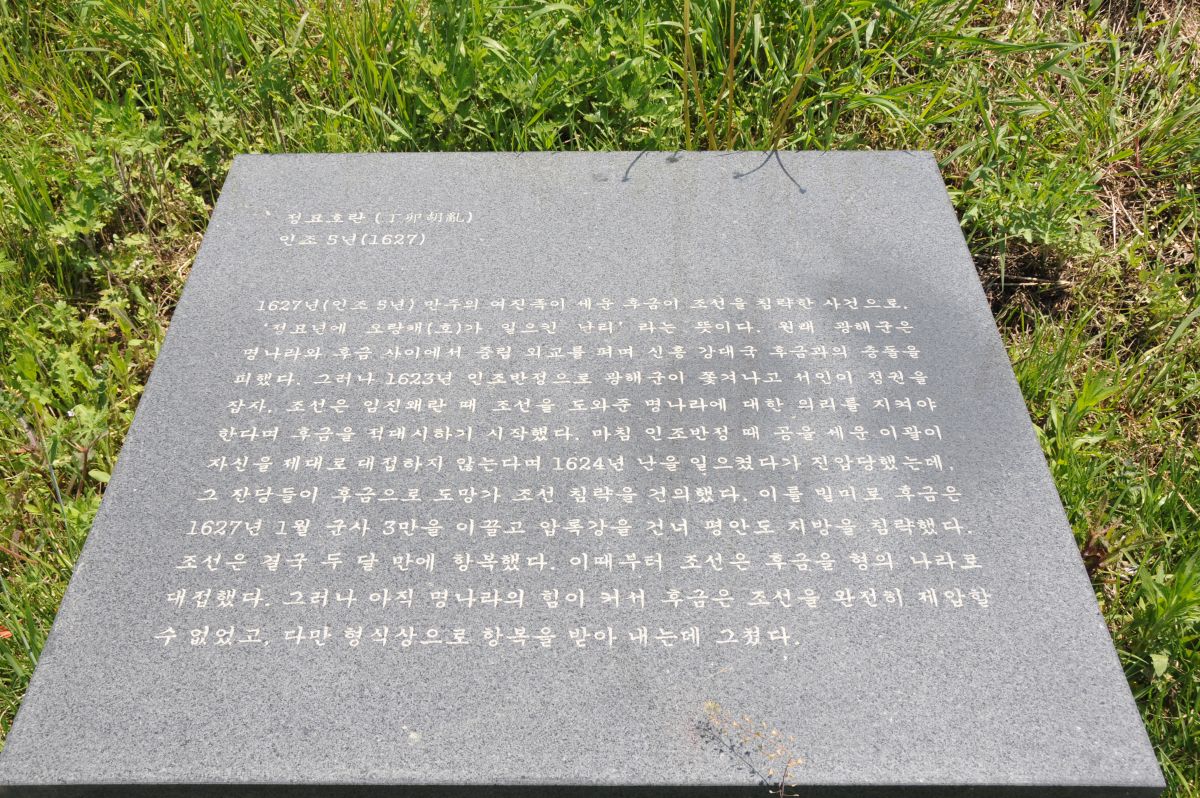 정묘호란 (丁卯胡亂)
인조 5년(1627)
1627년(인조 5년) 만주의 여진족이 세운 후금이 조선을 침략한 사건으로,
'정묘년에 오랑캐(호)가 일으킨 난리' 라는 뜻이다. 원래 광해군은
명나라와 후금 사이에서 중립 외교를 펴며 신흥 강대국 후금과의 충돌을
피했다. 그러나 1623년 인조반정으로 광해군이 쫓겨나고 서인이 정권을
잡자, 조선은 임진왜란 때 조선을 도와준 명나라에 대한 의리를 지켜야
한다며 후금을 적대시하기 시작했다. 마침 인조반정 때 공을 세운 이괄이
자신을 제대로 대접하지 않는다며 1624년 난을 일으켰다가 진압당했는데,
그 잔당들이 후금으로 도망가 조선 침략을 건의했다. 이를 빌미로 후금은
1627년 1월 군사 3만을 이끌고 압록강을 건너 평안도 지방을 침략했다.
조선은 결국 두 달 만에 항복했다. 이때부터 조선은 후금을 형의 나라로
대접했다. 그러나 아직 명나라의 힘이 커서 후금은 조선을 완전히 제압할
수 없었고, 다만 형식상으로 항복을 받아 내는데 그쳤다.